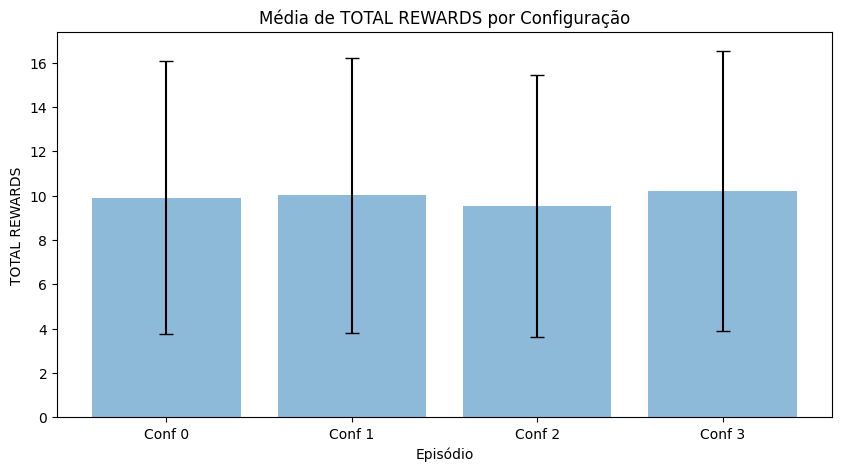 Média de TOTAL REWARDS por Configuração
TOTAL REWARDS
16
14
12
10
8
6
4
2
0
Conf 0 Conf 1 Conf 2 Conf 3
Episódio